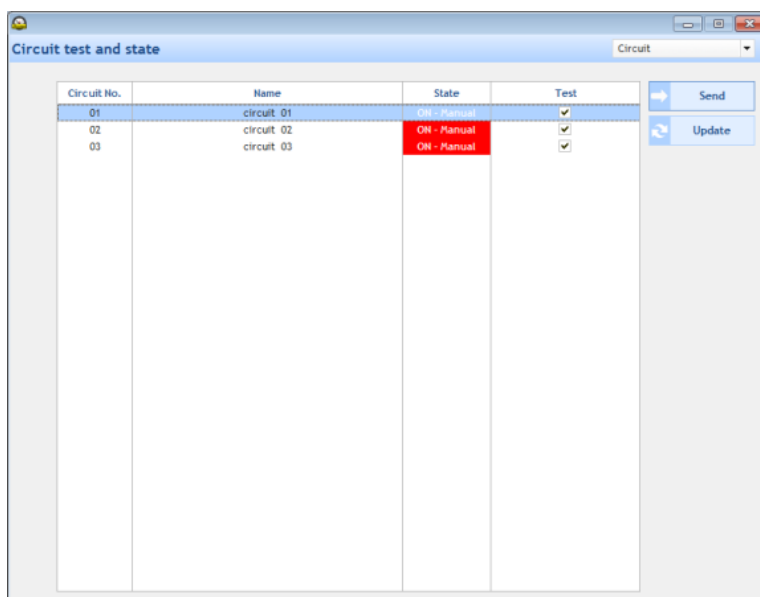 Circuit test and state
Circuit
Circuit No. Name State Test
01 circuit 01 ON - Manual
02 circuit 02 ON - Manual
03 circuit 03 ON - Manual
Send
Update